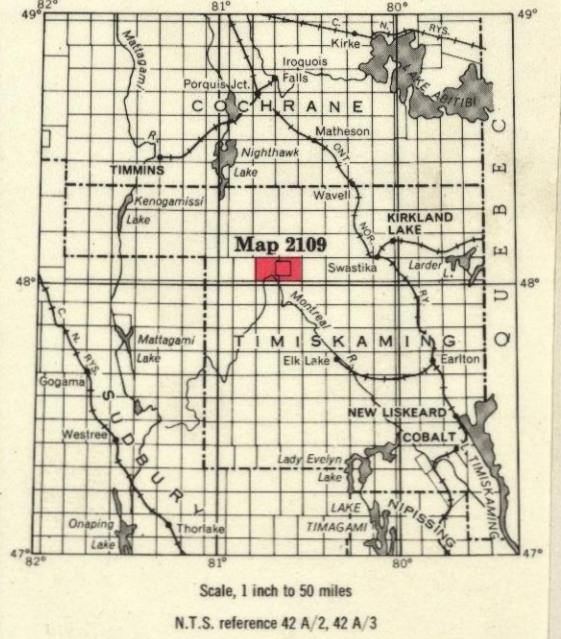 82° 81° 80° 49°
49°
C. N. RYS.
Kirke
Mattagami
R.
Iroquois
Falls
Porquis Jct.
LAKE ABITIBI
COCHRANE
Matheson
ONT.
Nighthawk
Lake
TIMMINS
Wavell
Kenogamissi
Lake
NOR.
KIRKLAND
LAKE
QUEBEC
Map 2109
Swastika
Larder
L.
48° 48°
RY.
Montreal
R.
C. N. RYS.
TIMISKAMING
Mattagami
Lake
Elk Lake
Earlton
Gogama
SUDBURY
NEW LISKEARD
Westree
COBALT
Lady Evelyn
Lake
L. TIMISKAMING
LAKE
TIMAGAMI
NIPISSING
Onaping
Lake
Thorlake
47° 47°
82° 81° 80°
Scale, 1 inch to 50 miles
N.T.S. reference 42 A/2, 42 A/3